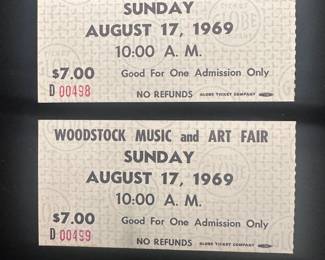 SUNDAY
AUGUST 17, 1969
10:00 A. M.
$7.00 Good For One Admission Only
D 00498
NO REFUNDS GLOBE TICKET COMPANY
WOODSTOCK MUSIC and ART FAIR
SUNDAY
AUGUST 17, 1969
10:00 A. M.
$7.00 Good For One Admission Only
D 00499
NO REFUNDS GLOBE TICKET COMPANY